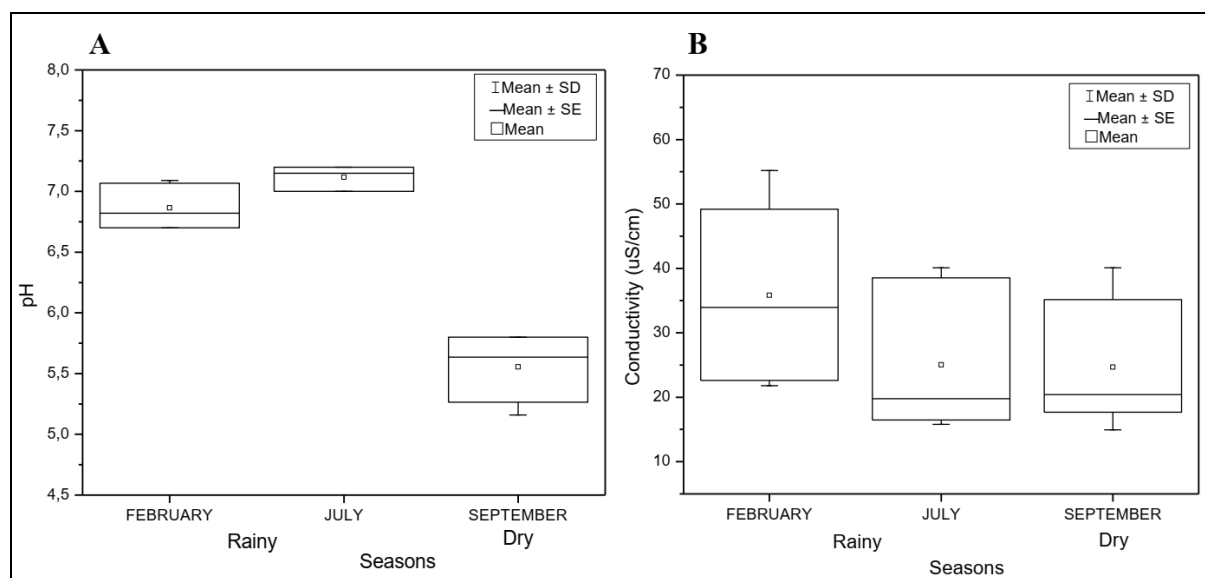 A
8,0
7,5
7,0
6,5
6,0
5,5
5,0
4,5
pH
Mean ± SD
Mean ± SE
Mean
FEBRUARY
JULY
SEPTEMBER
Rainy
Dry
Seasons
B
70
60
50
40
30
20
10
Conductivity (uS/cm)
Mean ± SD
Mean ± SE
Mean
FEBRUARY
JULY
SEPTEMBER
Rainy
Dry
Seasons